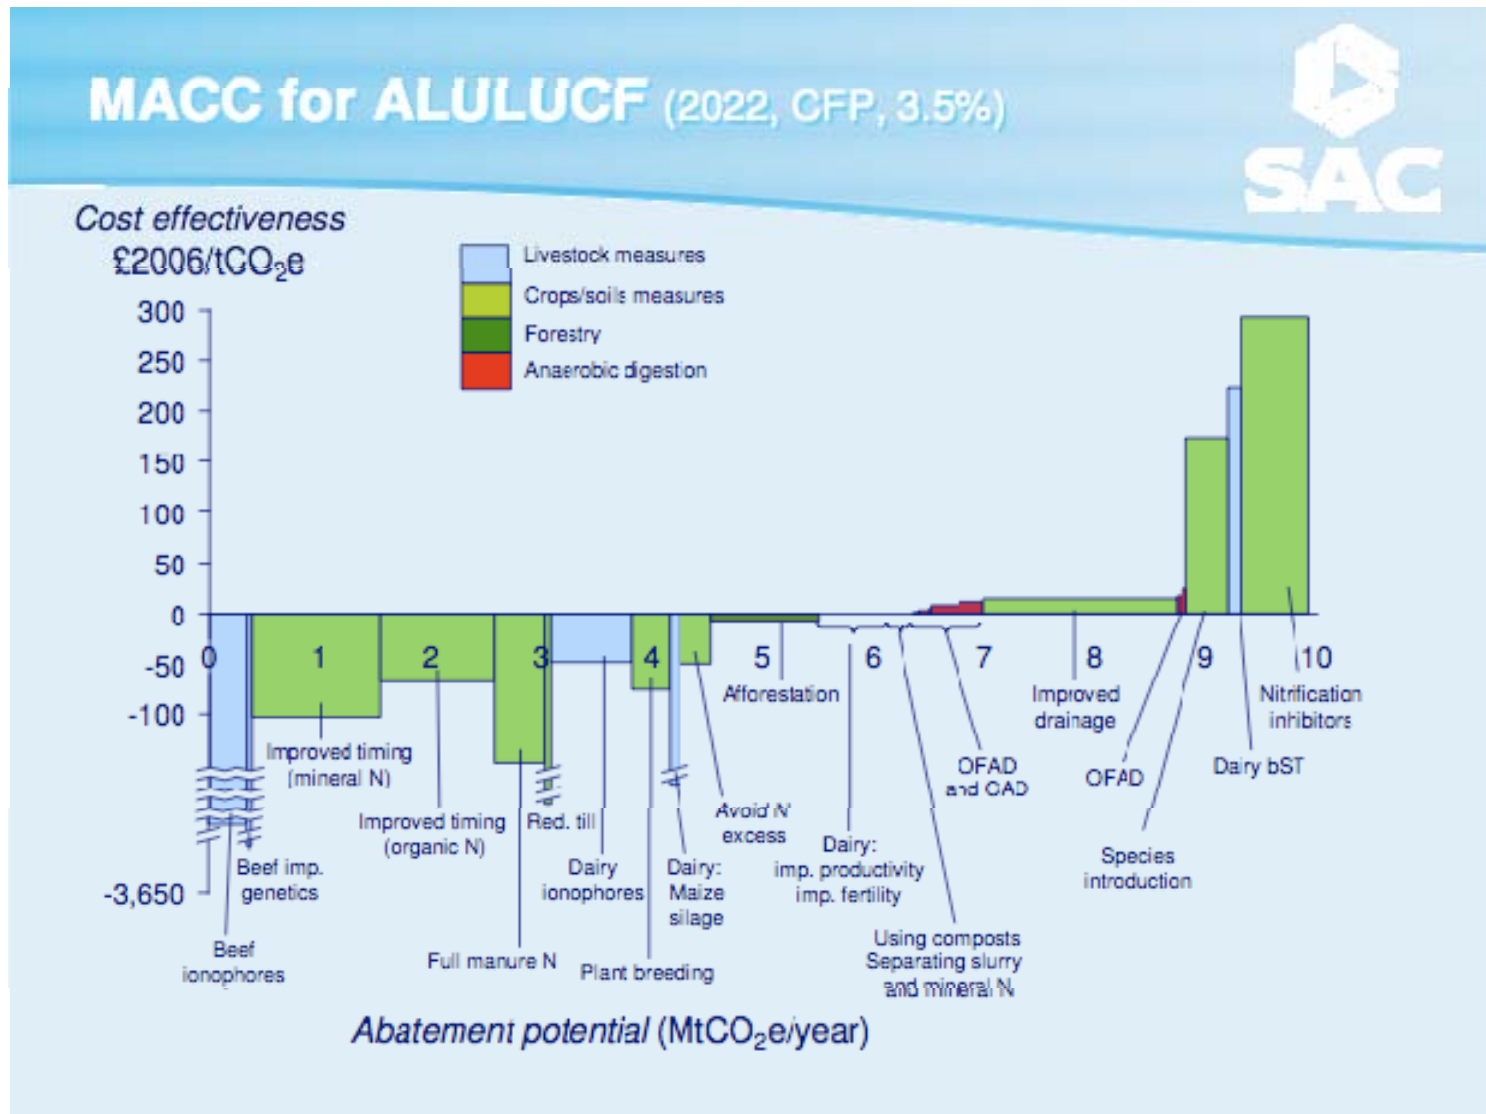 MACC for ALULUCF (2022, CFP, 3.5%)
SAC
Cost effectiveness
£2006/tCO₂e
Livestock measures
Crops/soils measures
Forestry
Anaerobic digestion
300
250
200
150
100
50
0
-50
-100
-3,650
0 1 2 3 4 5 6 7 8 9 10
Afforestation
Improved
drainage
Nitrification
inhibitors
Improved timing
(mineral N)
OFAD
and CAD
OFAD
Dairy bST
Improved timing
(organic N)
Red. till
Avoid N
excess
Dairy:
imp. productivity
imp. fertility
Species
introduction
Beef imp.
genetics
Dairy
ionophores
Dairy:
Maize
silage
Beef
ionophores
Full manure N
Plant breeding
Using composts
Separating slurry
and mineral N
Abatement potential (MtCO₂e/year)